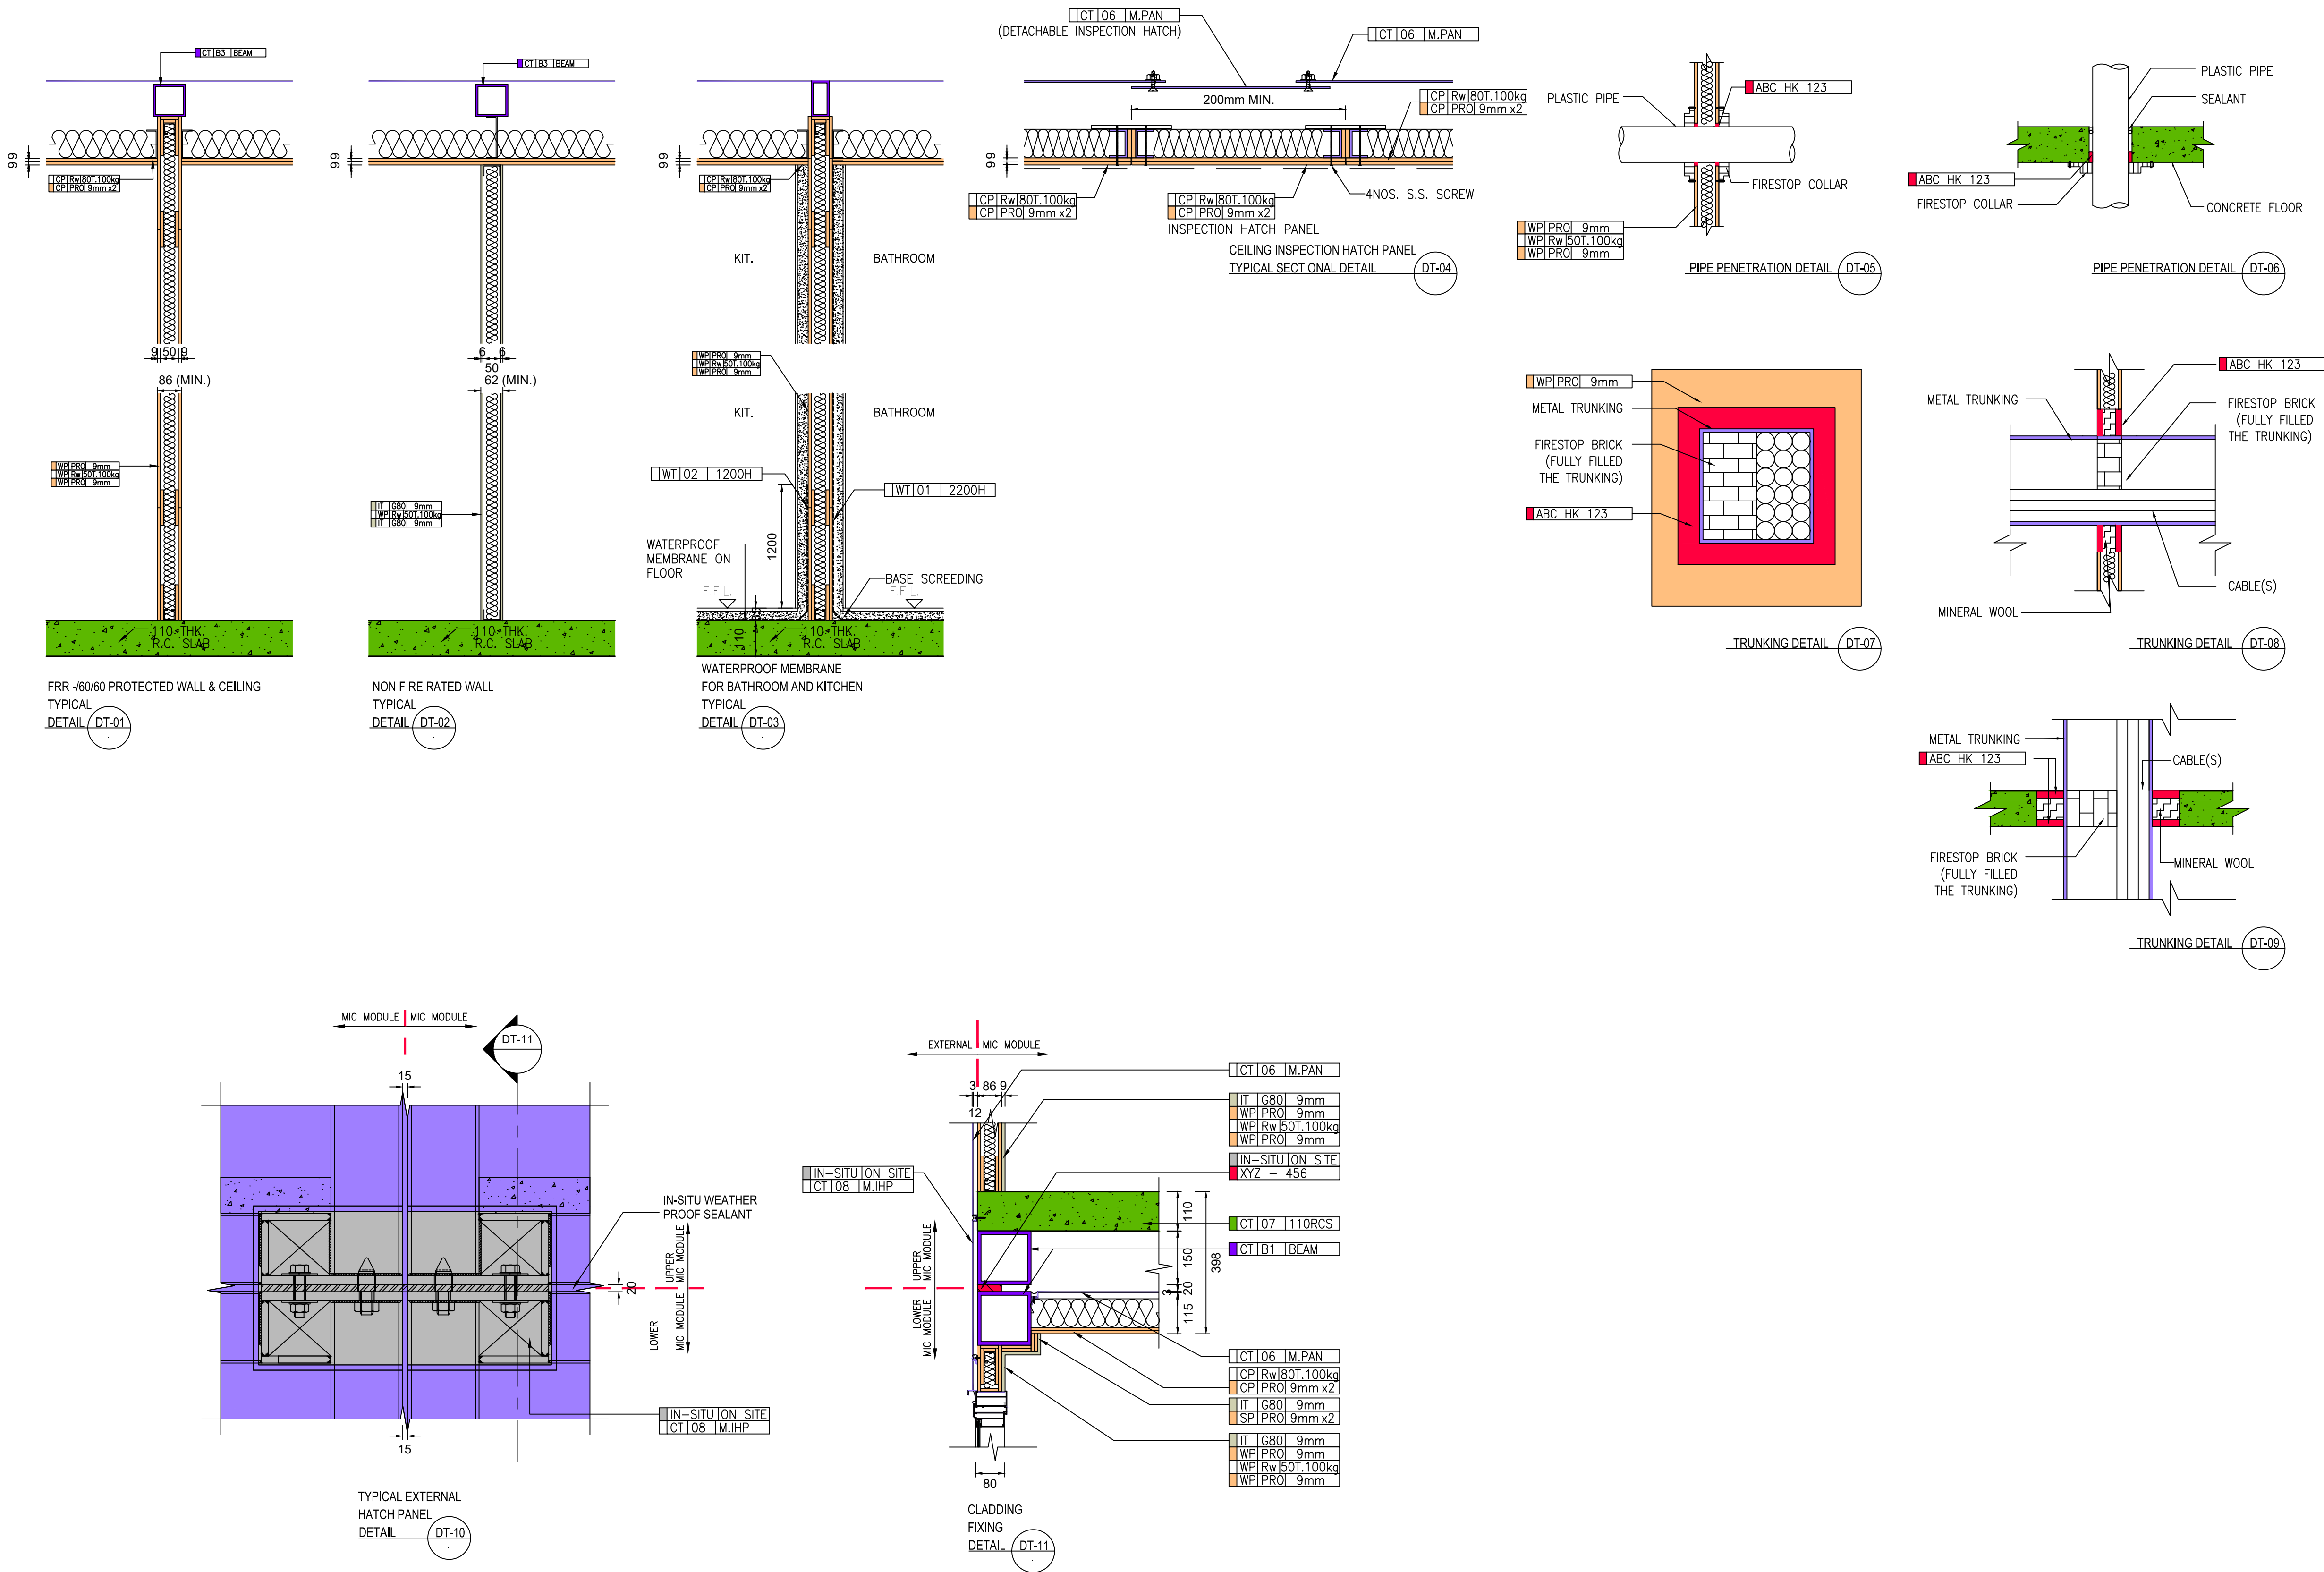 CT B3 BEAM
9 9
CP Rw 80T.100kg
CP PRO 9mm x2
9 50 9
86 (MIN.)
WP PRO 9mm
WP Rw 50T.100kg
WP PRO 9mm
110 THK.
R.C. SLAB
FRR -/60/60 PROTECTED WALL & CEILING
TYPICAL
DETAIL DT-01
CT B3 BEAM
9 9
6 6
50
62 (MIN.)
IT G80 9mm
WP Rw 50T.100kg
IT G80 9mm
110 THK.
R.C. SLAB
NON FIRE RATED WALL
TYPICAL
DETAIL DT-02
9 9
CP Rw 80T.100kg
CP PRO 9mm x2
KIT. BATHROOM
WP PRO 9mm
WP Rw 50T.100kg
WP PRO 9mm
KIT. BATHROOM
WT 02 1200H
WT 01 2200H
1200
WATERPROOF
MEMBRANE ON
FLOOR
BASE SCREEDING
F.F.L. F.F.L.
110
110 THK.
R.C. SLAB
WATERPROOF MEMBRANE
FOR BATHROOM AND KITCHEN
TYPICAL
DETAIL DT-03
CT 06 M.PAN
(DETACHABLE INSPECTION HATCH)
CT 06 M.PAN
200mm MIN.
CP Rw 80T.100kg
CP PRO 9mm x2
9 9
CP Rw 80T.100kg
CP PRO 9mm x2
CP Rw 80T.100kg
CP PRO 9mm x2
INSPECTION HATCH PANEL
4NOS. S.S. SCREW
CEILING INSPECTION HATCH PANEL
TYPICAL SECTIONAL DETAIL DT-04
ABC HK 123
PLASTIC PIPE
FIRESTOP COLLAR
WP PRO 9mm
WP Rw 50T.100kg
WP PRO 9mm
PIPE PENETRATION DETAIL DT-05
PLASTIC PIPE
SEALANT
ABC HK 123
FIRESTOP COLLAR
CONCRETE FLOOR
PIPE PENETRATION DETAIL DT-06
WP PRO 9mm
METAL TRUNKING
FIRESTOP BRICK
(FULLY FILLED
THE TRUNKING)
ABC HK 123
TRUNKING DETAIL DT-07
ABC HK 123
METAL TRUNKING
FIRESTOP BRICK
(FULLY FILLED
THE TRUNKING)
CABLE(S)
MINERAL WOOL
TRUNKING DETAIL DT-08
METAL TRUNKING
ABC HK 123
CABLE(S)
FIRESTOP BRICK
(FULLY FILLED
THE TRUNKING)
MINERAL WOOL
TRUNKING DETAIL DT-09
MIC MODULE MIC MODULE
DT-11
15
IN-SITU WEATHER
PROOF SEALANT
UPPER
MIC MODULE
20
LOWER
MIC MODULE
IN-SITU ON SITE
CT 08 M.IHP
15
TYPICAL EXTERNAL
HATCH PANEL
DETAIL DT-10
EXTERNAL MIC MODULE
3 86 9
12
CT 06 M.PAN
IT G80 9mm
WP PRO 9mm
WP Rw 50T.100kg
WP PRO 9mm
IN-SITU ON SITE
XYZ - 456
IN-SITU ON SITE
CT 08 M.IHP
CT 07 110RCS
CT B1 BEAM
UPPER
MIC MODULE
LOWER
MIC MODULE
110
150
20
3
115
398
CT 06 M.PAN
CP Rw 80T.100kg
CP PRO 9mm x2
IT G80 9mm
SP PRO 9mm x2
IT G80 9mm
WP PRO 9mm
WP Rw 50T.100kg
WP PRO 9mm
80
CLADDING
FIXING
DETAIL DT-11